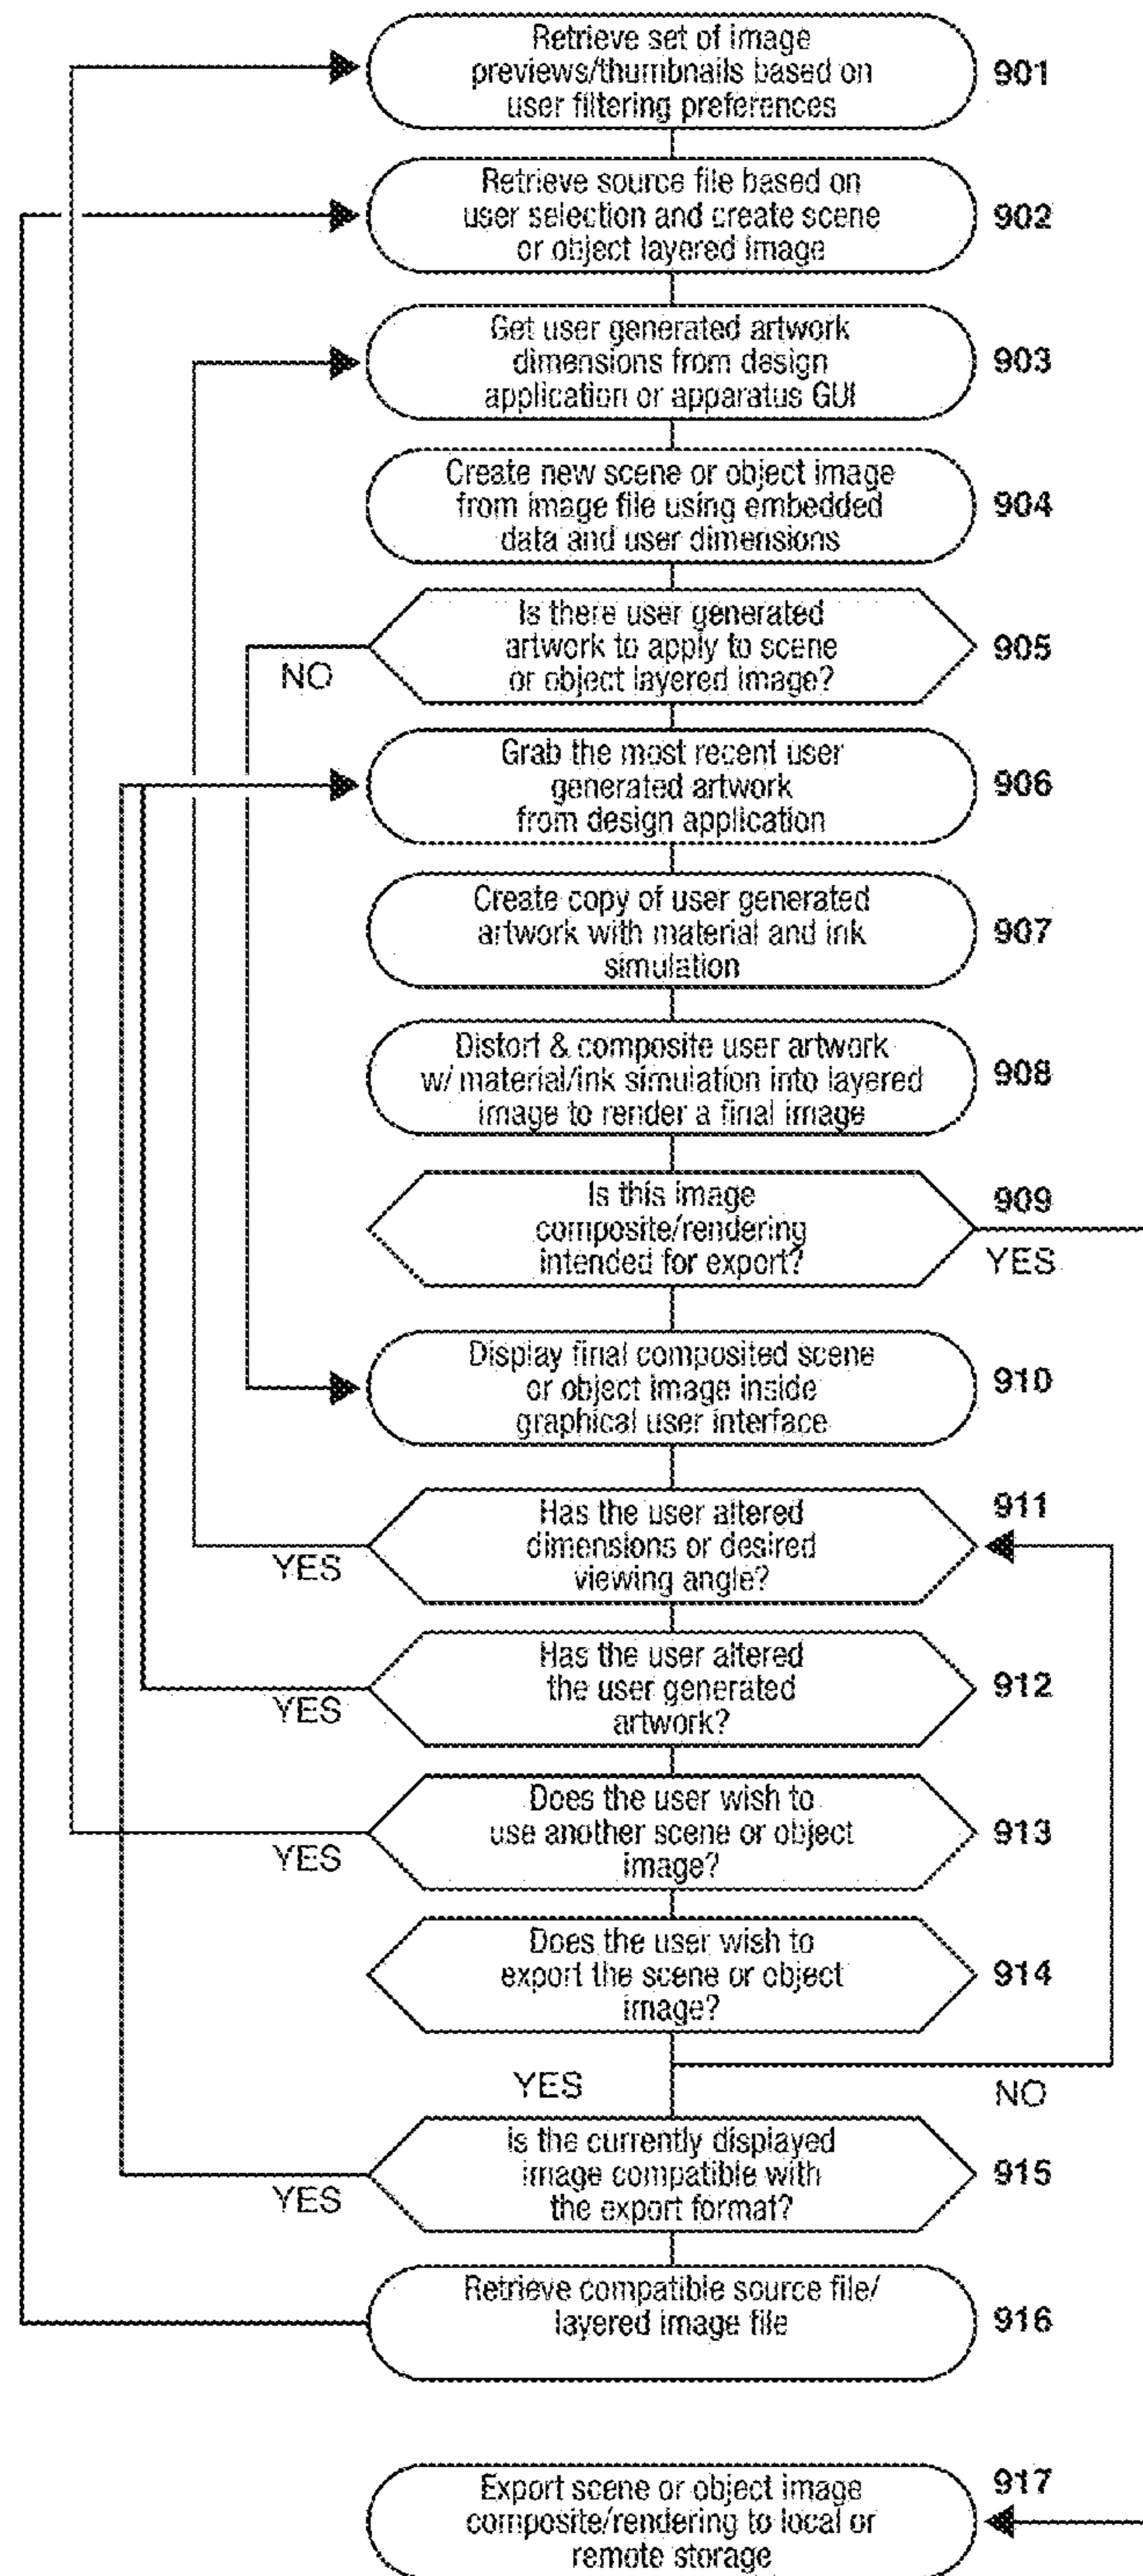 Retrieve set of image
previews/thumbnails based on
user filtering preferences
901
Retrieve source file based on
user selection and create scene
or object layered image
902
Get user generated artwork
dimensions from design
application or apparatus GUI
903
Create new scene or object image
from image file using embedded
data and user dimensions
904
Is there user generated
artwork to apply to scene
or object layered image?
905
NO
Grab the most recent user
generated artwork
from design application
906
Create copy of user generated
artwork with material and ink
simulation
907
Distort & composite user artwork
w/ material/ink simulation into layered
image to render a final image
908
Is this image
composite/rendering
intended for export?
909
YES
Display final composited scene
or object image inside
graphical user interface
910
Has the user altered
dimensions or desired
viewing angle?
911
YES
Has the user altered
the user generated
artwork?
912
YES
Does the user wish to
use another scene or object
image?
913
YES
Does the user wish to
export the scene or object
image?
914
YES
NO
is the currently displayed
image compatible with
the export format?
915
YES
Retrieve compatible source file/
layered image file
916
Export scene or object image
composite/rendering to local or
remote storage
917